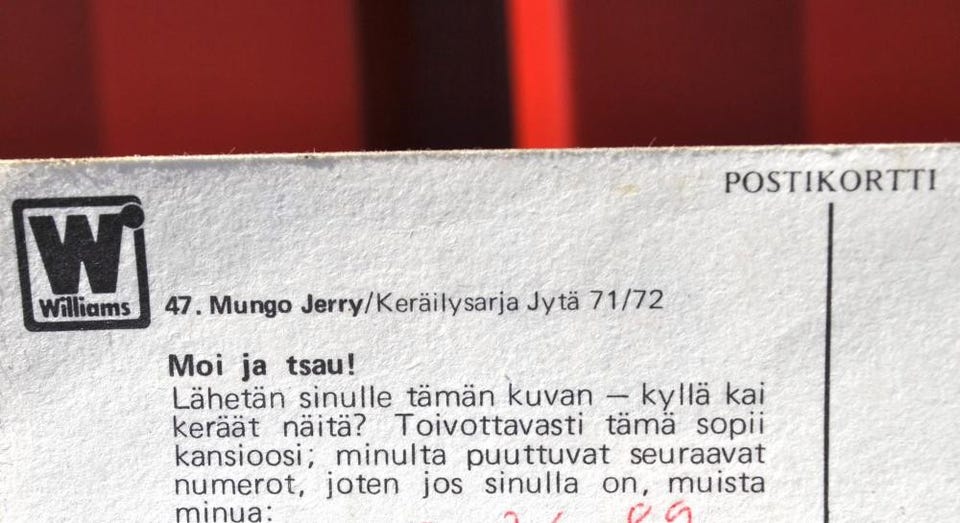 POSTIKORTTI
W
Williams
47. Mungo Jerry/Keräilysarja Jytä 71/72
Moi ja tsau!
Lähetän sinulle tämän kuvan — kyllä kai
keräät näitä? Toivottavasti tämä sopii
kansioosi; minulta puuttuvat seuraavat
numerot, joten jos sinulla on, muista
minua: